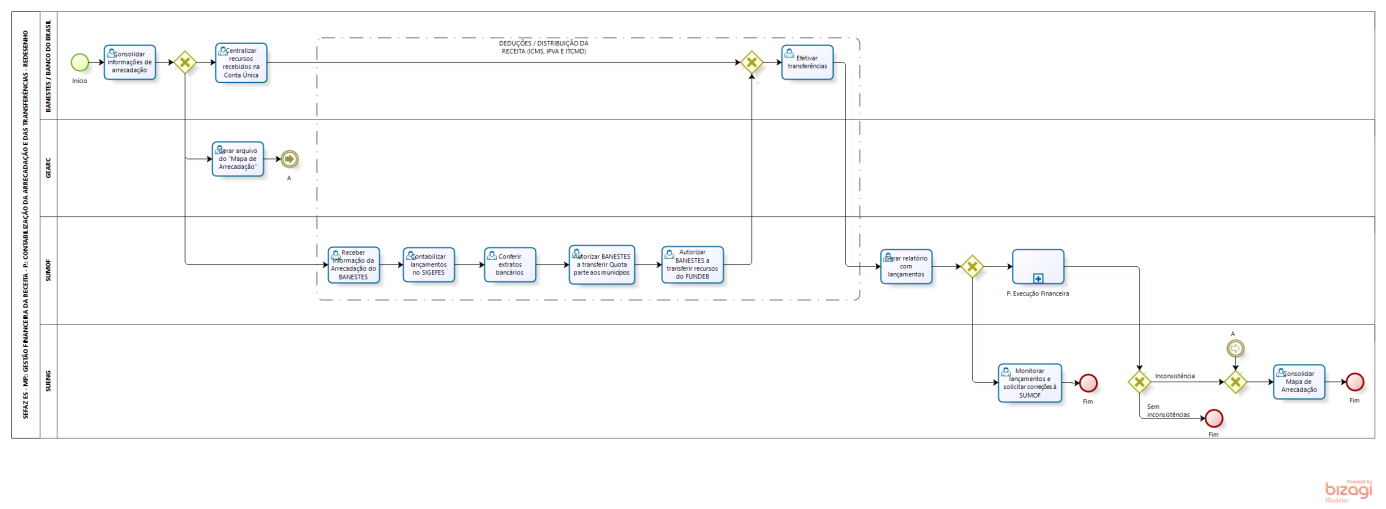 SEFAZ ES - MP.: GESTÃO FINANCEIRA DA RECEITA - P.: CONTABILIZAÇÃO DA ARRECADAÇÃO E DAS TRANSFERÊNCIAS - REDESENHO
BANESTES / BANCO DO BRASIL
Início
Consolidar
informações de
arrecadação
Centralizar
recursos
recebidos na
Conta Única
DEDUÇÕES / DISTRIBUIÇÃO DA
RECEITA (ICMS, IPVA E ITCMD)
Efetivar
transferências
GEARC
Gerar arquivo
do "Mapa de
Arrecadação"
A
SUMOF
Receber
Informação da
Arrecadação do
BANESTES
Contabilizar
lançamentos
no SIGEFES
Conferir
extratos
bancários
Autorizar BANESTES
a transferir Quota
parte aos municípios
Autorizar
BANESTES a
transferir recursos
do FUNDEB
Gerar relatório
com
lançamentos
P. Execução Financeira
SUENG
Monitorar
lançamentos e
solicitar correções à
SUMOF
Fim
Inconsistência
Sem
inconsistências
Fim
A
Consolidar
Mapa de
Arrecadação
Fim
Powered by
bizagi
Modeler